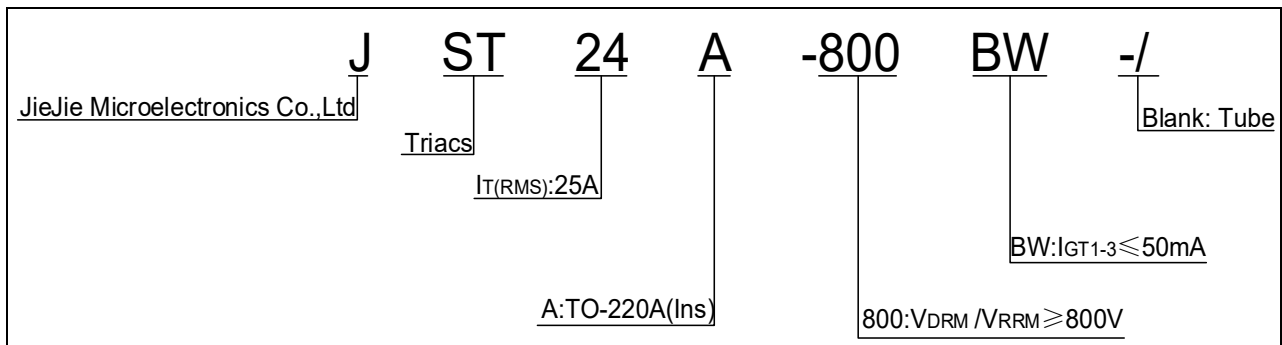 J ST 24 A -800 BW -/
JieJie Microelectronics Co.,Ltd
Blank: Tube
Triacs
IT(RMS):25A
BW:IGT1-3≤50mA
A:TO-220A(Ins)
800:VDRM /VRRM≥800V